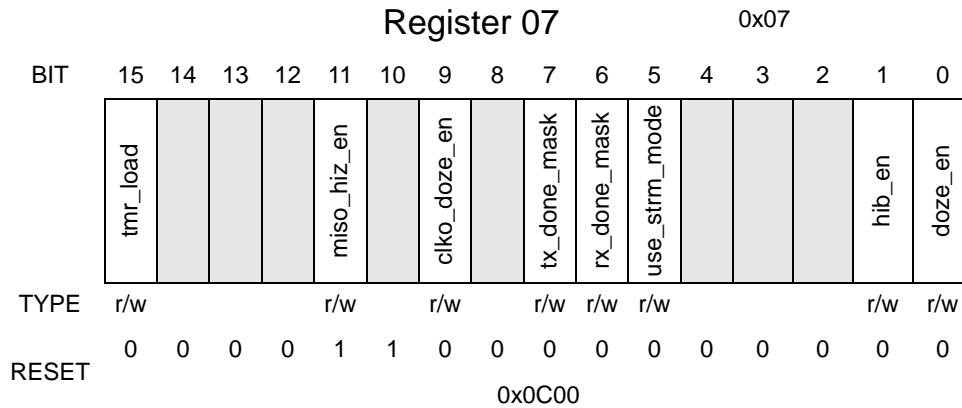 Register 07 0x07
BIT 15 14 13 12 11 10 9 8 7 6 5 4 3 2 1 0
tmr_load miso_hiz_en clko_doze_en tx_done_mask rx_done_mask use_strm_mode hib_en doze_en
TYPE r/w r/w r/w r/w r/w r/w r/w r/w
RESET 0 0 0 0 1 1 0 0 0 0 0 0 0 0 0 0
0x0C00